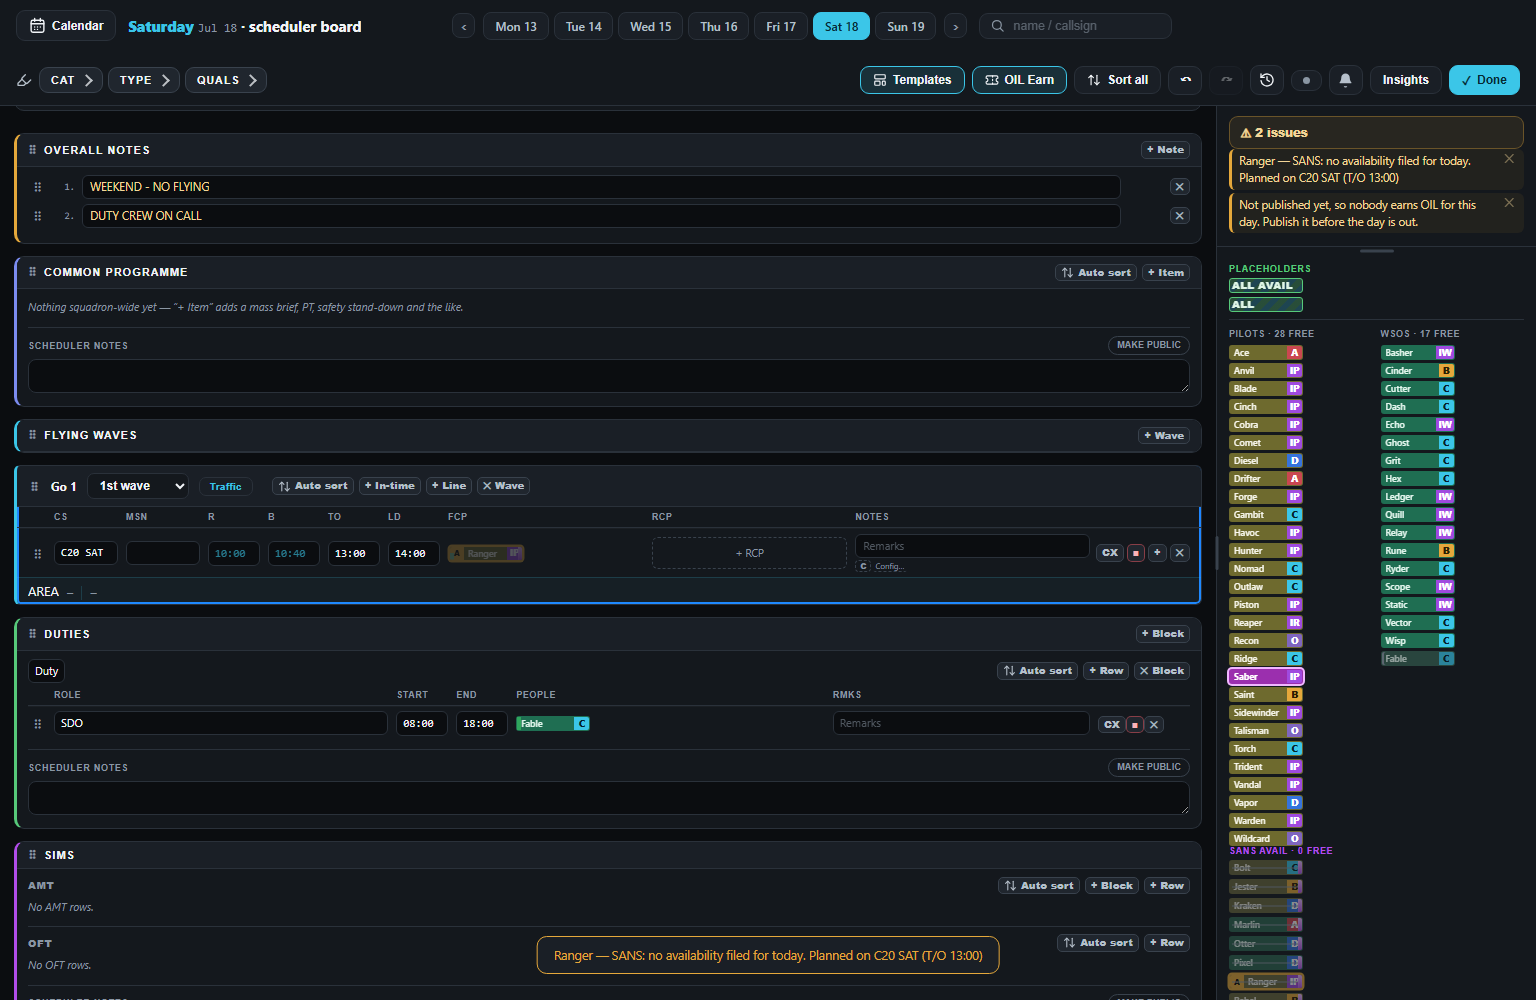 Calendar
Saturday Jul 18 · scheduler board
‹
Mon 13
Tue 14
Wed 15
Thu 16
Fri 17
Sat 18
Sun 19
›
name / callsign
CAT
TYPE
QUALS
Templates
OIL Earn
Sort all
Insights
✓ Done
OVERALL NOTES
+ Note
1. WEEKEND - NO FLYING
2. DUTY CREW ON CALL
COMMON PROGRAMME
Auto sort
+ Item
Nothing squadron-wide yet — "+ Item" adds a mass brief, PT, safety stand-down and the like.
SCHEDULER NOTES
MAKE PUBLIC
FLYING WAVES
+ Wave
Go 1
1st wave
Traffic
Auto sort
+ In-time
+ Line
✕ Wave
CS MSN R B TO LD FCP RCP NOTES
C20 SAT 10:00 10:40 13:00 14:00 A Ranger IP + RCP Remarks CX + ✕
C Config...
AREA – –
DUTIES
+ Block
Duty
Auto sort
+ Row
✕ Block
ROLE START END PEOPLE RMKS
SDO 08:00 18:00 Fable C Remarks CX ✕
SCHEDULER NOTES
MAKE PUBLIC
SIMS
AMT
Auto sort
+ Block
+ Row
No AMT rows.
OFT
Auto sort
+ Row
No OFT rows.
Ranger — SANS: no availability filed for today. Planned on C20 SAT (T/O 13:00)
⚠ 2 issues
Ranger — SANS: no availability filed for today.
Planned on C20 SAT (T/O 13:00)
Not published yet, so nobody earns OIL for this
day. Publish it before the day is out.
PLACEHOLDERS
ALL AVAIL
ALL
PILOTS · 28 FREE
Ace A
Anvil IP
Blade IP
Cinch IP
Cobra IP
Comet IP
Diesel D
Drifter A
Forge IP
Gambit C
Havoc IP
Hunter IP
Nomad C
Outlaw C
Piston IP
Reaper IR
Recon O
Ridge C
Saber IP
Saint B
Sidewinder IP
Talisman O
Torch C
Trident IP
Vandal IP
Vapor D
Warden IP
Wildcard O
WSOS · 17 FREE
Basher IW
Cinder B
Cutter C
Dash C
Echo IW
Ghost C
Grit C
Hex C
Ledger IW
Quill IW
Relay IW
Rune B
Ryder C
Scope IW
Static IW
Vector C
Wisp C
Fable C
SANS AVAIL · 0 FREE
Bolt C
Jester B
Kraken D
Marlin A
Otter D
Pixel D
A Ranger IP